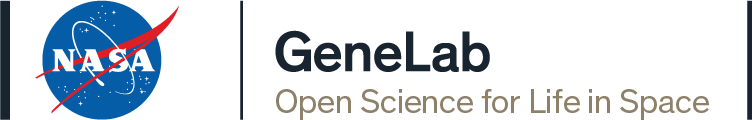 NASA
GeneLab
Open Science for Life in Space